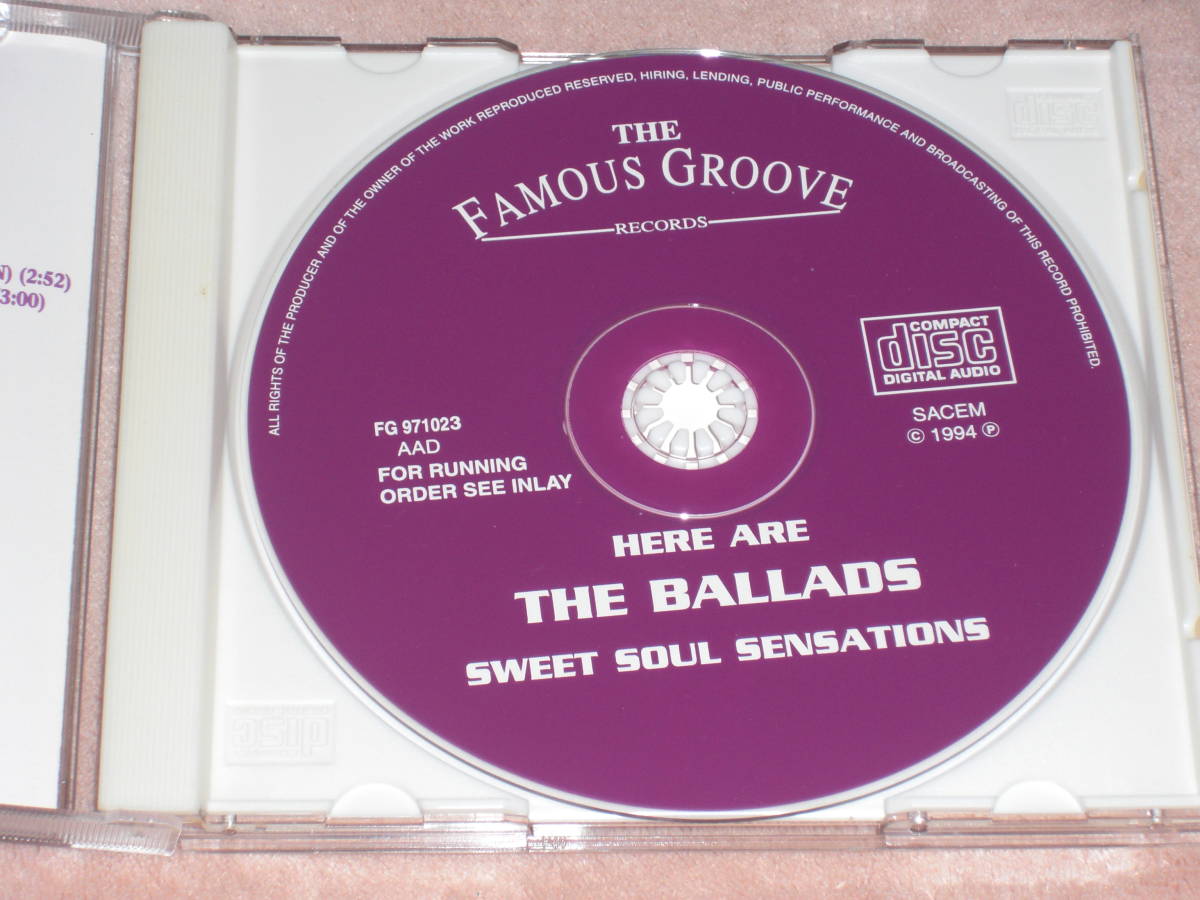 N) (2:52)
3:00)
ALL RIGHTS OF THE PRODUCER AND OF THE OWNER OF THE WORK REPRODUCED RESERVED, HIRING, LENDING, PUBLIC PERFORMANCE AND BROADCASTING OF THIS RECORD PROHIBITED.
THE
FAMOUS GROOVE
RECORDS
COMPACT
disc
DIGITAL AUDIO
SACEM
© 1994 ℗
FG 971023
AAD
FOR RUNNING
ORDER SEE INLAY
HERE ARE
THE BALLADS
SWEET SOUL SENSATIONS
disc
disc